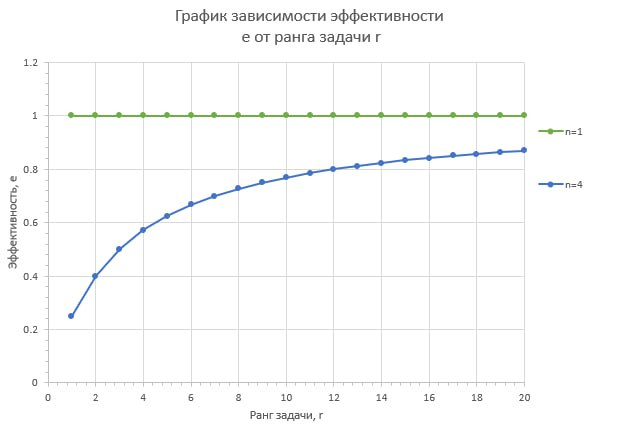 График зависимости эффективности
е от ранга задачи r
1.2
1
0.8
0.6
0.4
0.2
0
Эффективность, е
0 2 4 6 8 10 12 14 16 18 20
Ранг задачи, r
n=1
n=4